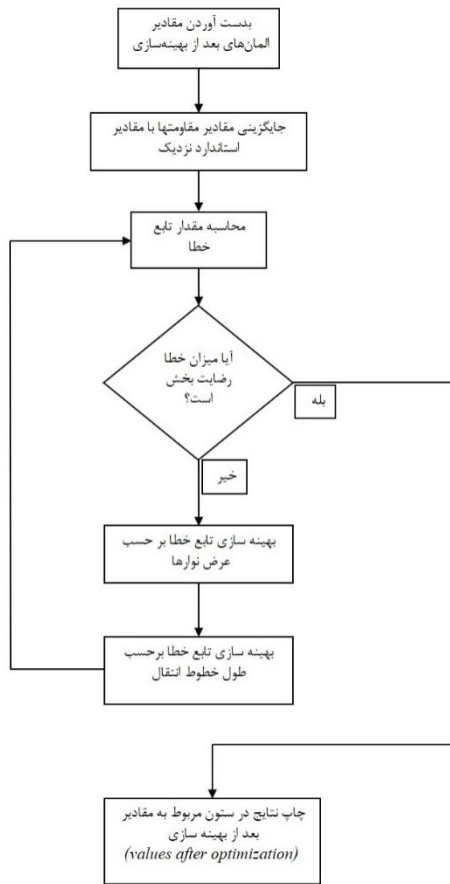 بدست آوردن مقادیر
المان‌های بعد از بهینه‌سازی
جایگزینی مقادیر مقاومتها با مقادیر
استاندارد نزدیک
محاسبه مقدار تابع
خطا
آیا میزان خطا
رضایت بخش
است؟
بله
خیر
بهینه سازی تابع خطا بر حسب
عرض نوارها
بهینه سازی تابع خطا برحسب
طول خطوط انتقال
چاپ نتایج در ستون مربوط به مقادیر
بعد از بهینه سازی
(values after optimization)